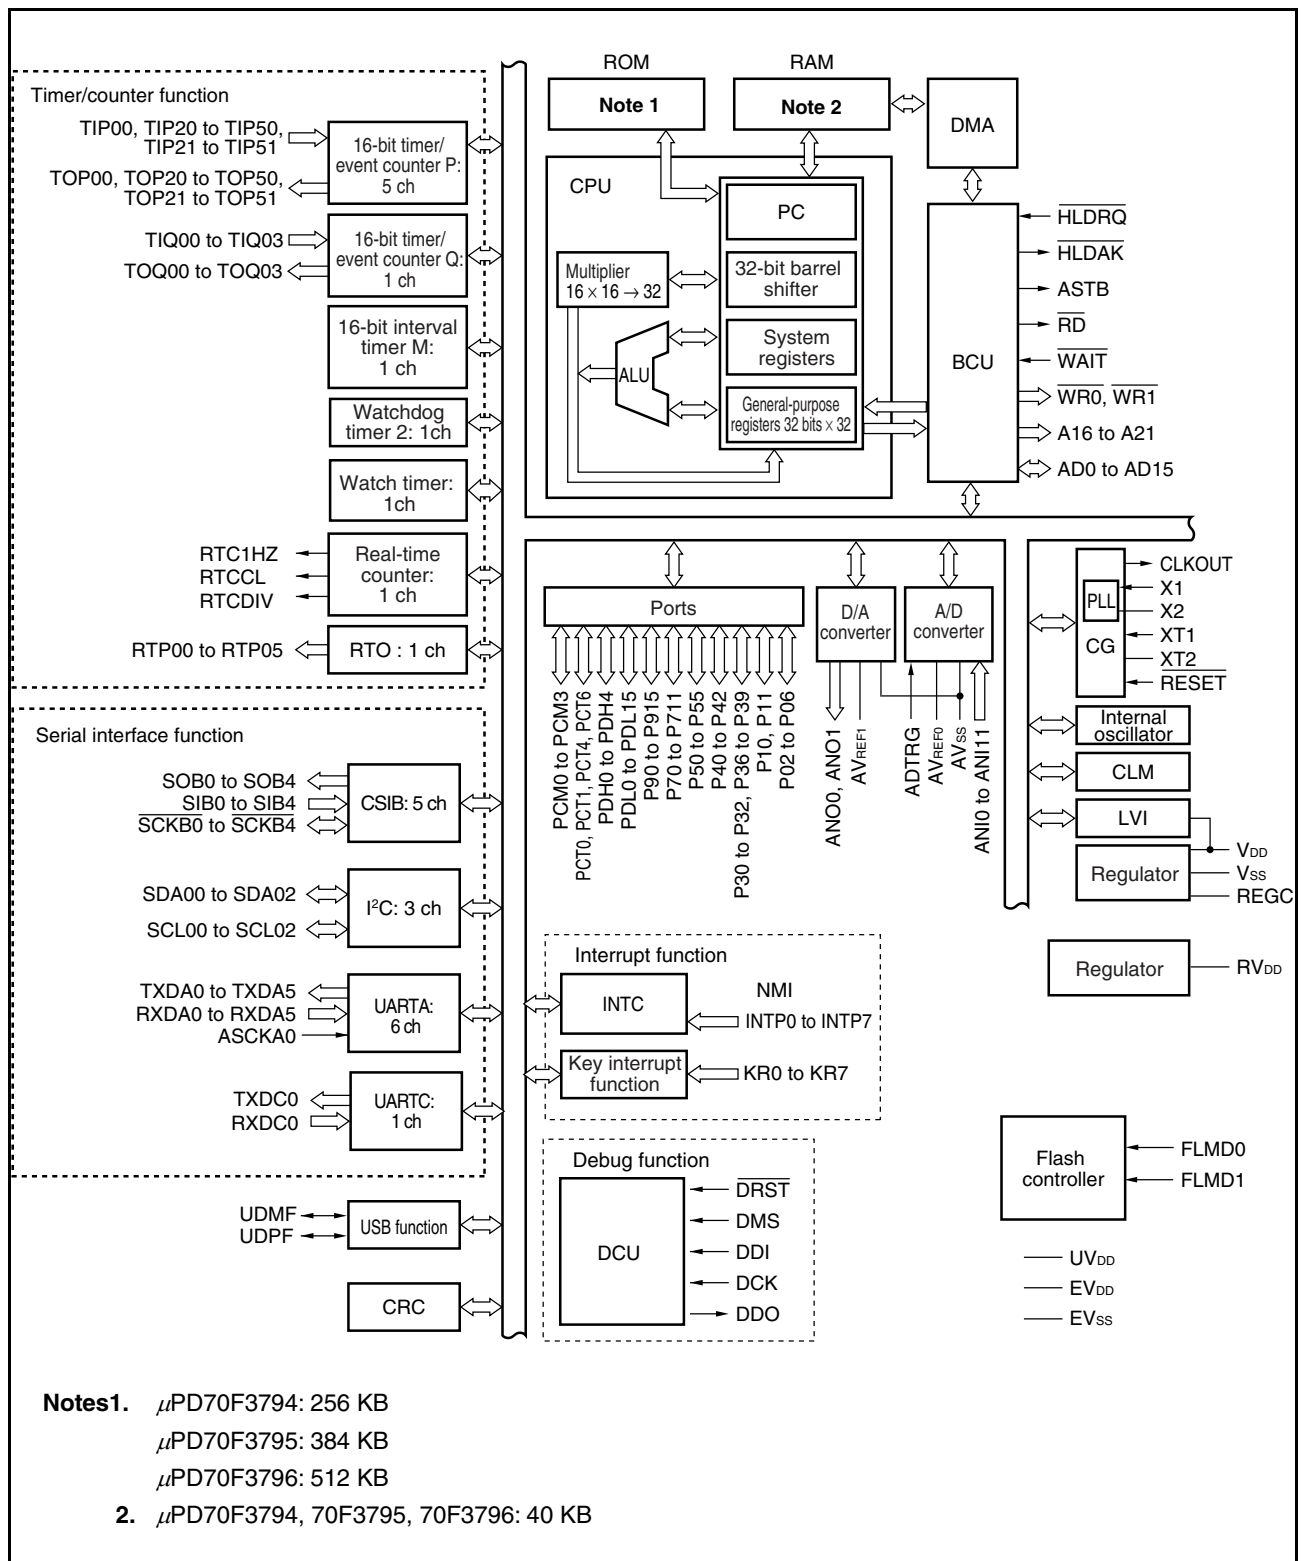 Timer/counter function
TIP00, TIP20 to TIP50,
TIP21 to TIP51
TOP00, TOP20 to TOP50,
TOP21 to TOP51
16-bit timer/
event counter P:
5 ch
TIQ00 to TIQ03
TOQ00 to TOQ03
16-bit timer/
event counter Q:
1 ch
16-bit interval
timer M:
1 ch
Watchdog
timer 2: 1ch
Watch timer:
1ch
RTC1HZ
RTCCL
RTCDIV
Real-time
counter:
1 ch
RTP00 to RTP05
RTO : 1 ch
Serial interface function
SOB0 to SOB4
SIB0 to SIB4
SCKB0 to SCKB4
CSIB: 5 ch
SDA00 to SDA02
SCL00 to SCL02
I²C: 3 ch
TXDA0 to TXDA5
RXDA0 to RXDA5
ASCKA0
UARTA:
6 ch
TXDC0
RXDC0
UARTC:
1 ch
UDMF
UDPF
USB function
CRC
ROM
Note 1
RAM
Note 2
DMA
CPU
PC
32-bit barrel
shifter
System
registers
General-purpose
registers 32 bits × 32
Multiplier
16 × 16 → 32
ALU
BCU
HLDRQ
HLDAK
ASTB
RD
WAIT
WR0, WR1
A16 to A21
AD0 to AD15
Ports
PCM0 to PCM3
PCT0, PCT1, PCT4, PCT6
PDH0 to PDH4
PDL0 to PDL15
P90 to P915
P70 to P711
P50 to P55
P40 to P42
P30 to P32, P36 to P39
P10, P11
P02 to P06
D/A
converter
ANO0, ANO1
AVREF1
A/D
converter
ADTRG
AVREF0
AVSS
ANI0 to ANI11
PLL
CG
CLKOUT
X1
X2
XT1
XT2
RESET
Internal
oscillator
CLM
LVI
Regulator
VDD
VSS
REGC
Regulator
RVDD
Interrupt function
INTC
NMI
INTP0 to INTP7
Key interrupt
function
KR0 to KR7
Debug function
DCU
DRST
DMS
DDI
DCK
DDO
Flash
controller
FLMD0
FLMD1
UVDD
EVDD
EVSS
Notes1. μPD70F3794: 256 KB
μPD70F3795: 384 KB
μPD70F3796: 512 KB
2. μPD70F3794, 70F3795, 70F3796: 40 KB